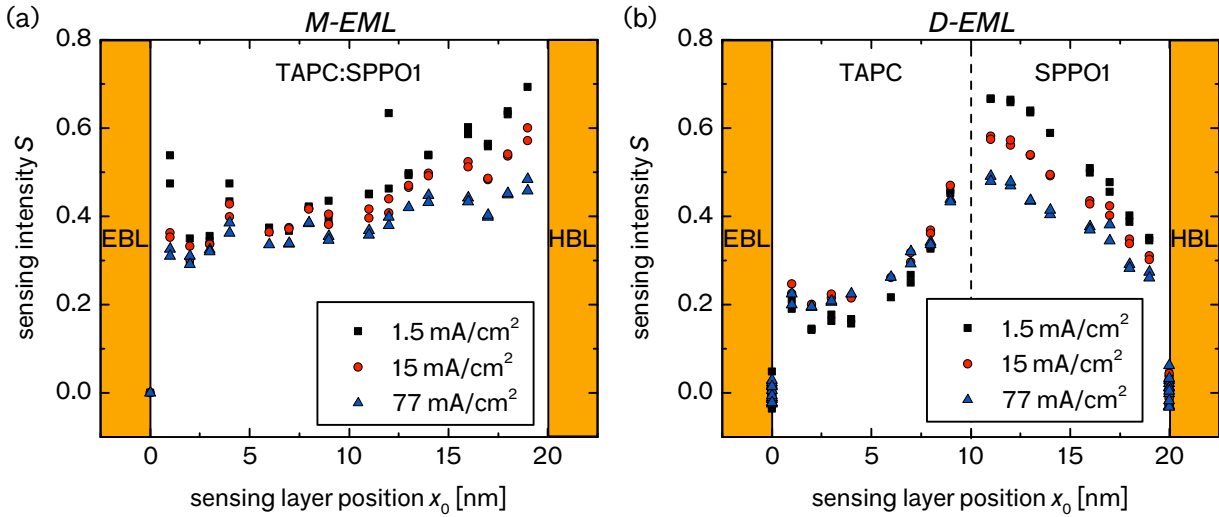 (a)
M-EML
0.8
0.6
0.4
0.2
0.0
sensing intensity S
EBL
TAPC:SPPO1
HBL
1.5 mA/cm²
15 mA/cm²
77 mA/cm²
0 5 10 15 20
sensing layer position x₀ [nm]
(b)
D-EML
0.8
0.6
0.4
0.2
0.0
sensing intensity S
EBL
TAPC
SPPO1
HBL
1.5 mA/cm²
15 mA/cm²
77 mA/cm²
0 5 10 15 20
sensing layer position x₀ [nm]